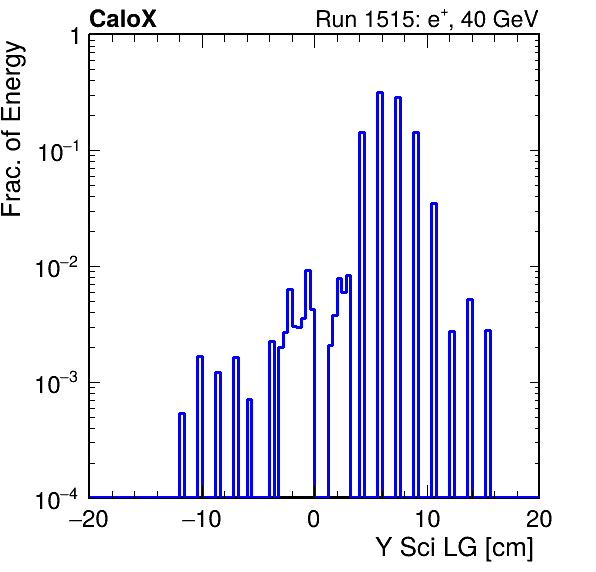 CaloX Run 1515: e⁺, 40 GeV
Frac. of Energy
1
10⁻¹
10⁻²
10⁻³
10⁻⁴
−20 −10 0 10 20
Y Sci LG [cm]